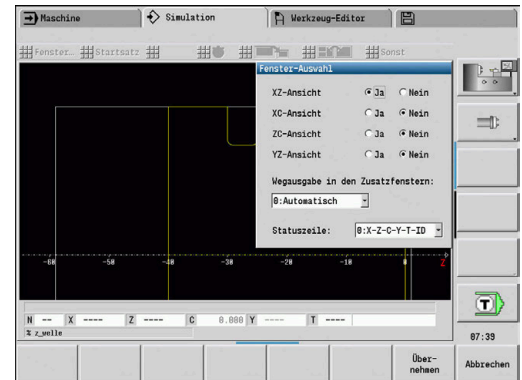 Maschine
Simulation
Werkzeug-Editor
Fenster..
Startsatz
Sonst
Fenster-Auswahl
XZ-Ansicht Ja Nein
XC-Ansicht Ja Nein
ZC-Ansicht Ja Nein
YZ-Ansicht Ja Nein
Wegausgabe in den Zusatzfenstern:
0:Automatisch
Statuszeile: 0:X-Z-C-Y-T-ID
-60 -50 -40 -30 -20 -10 0 Z
T
N -- X ---- Z ---- C 0.000 Y ---- T ----
% z_welle
07:39
Über-
nehmen
Abbrechen